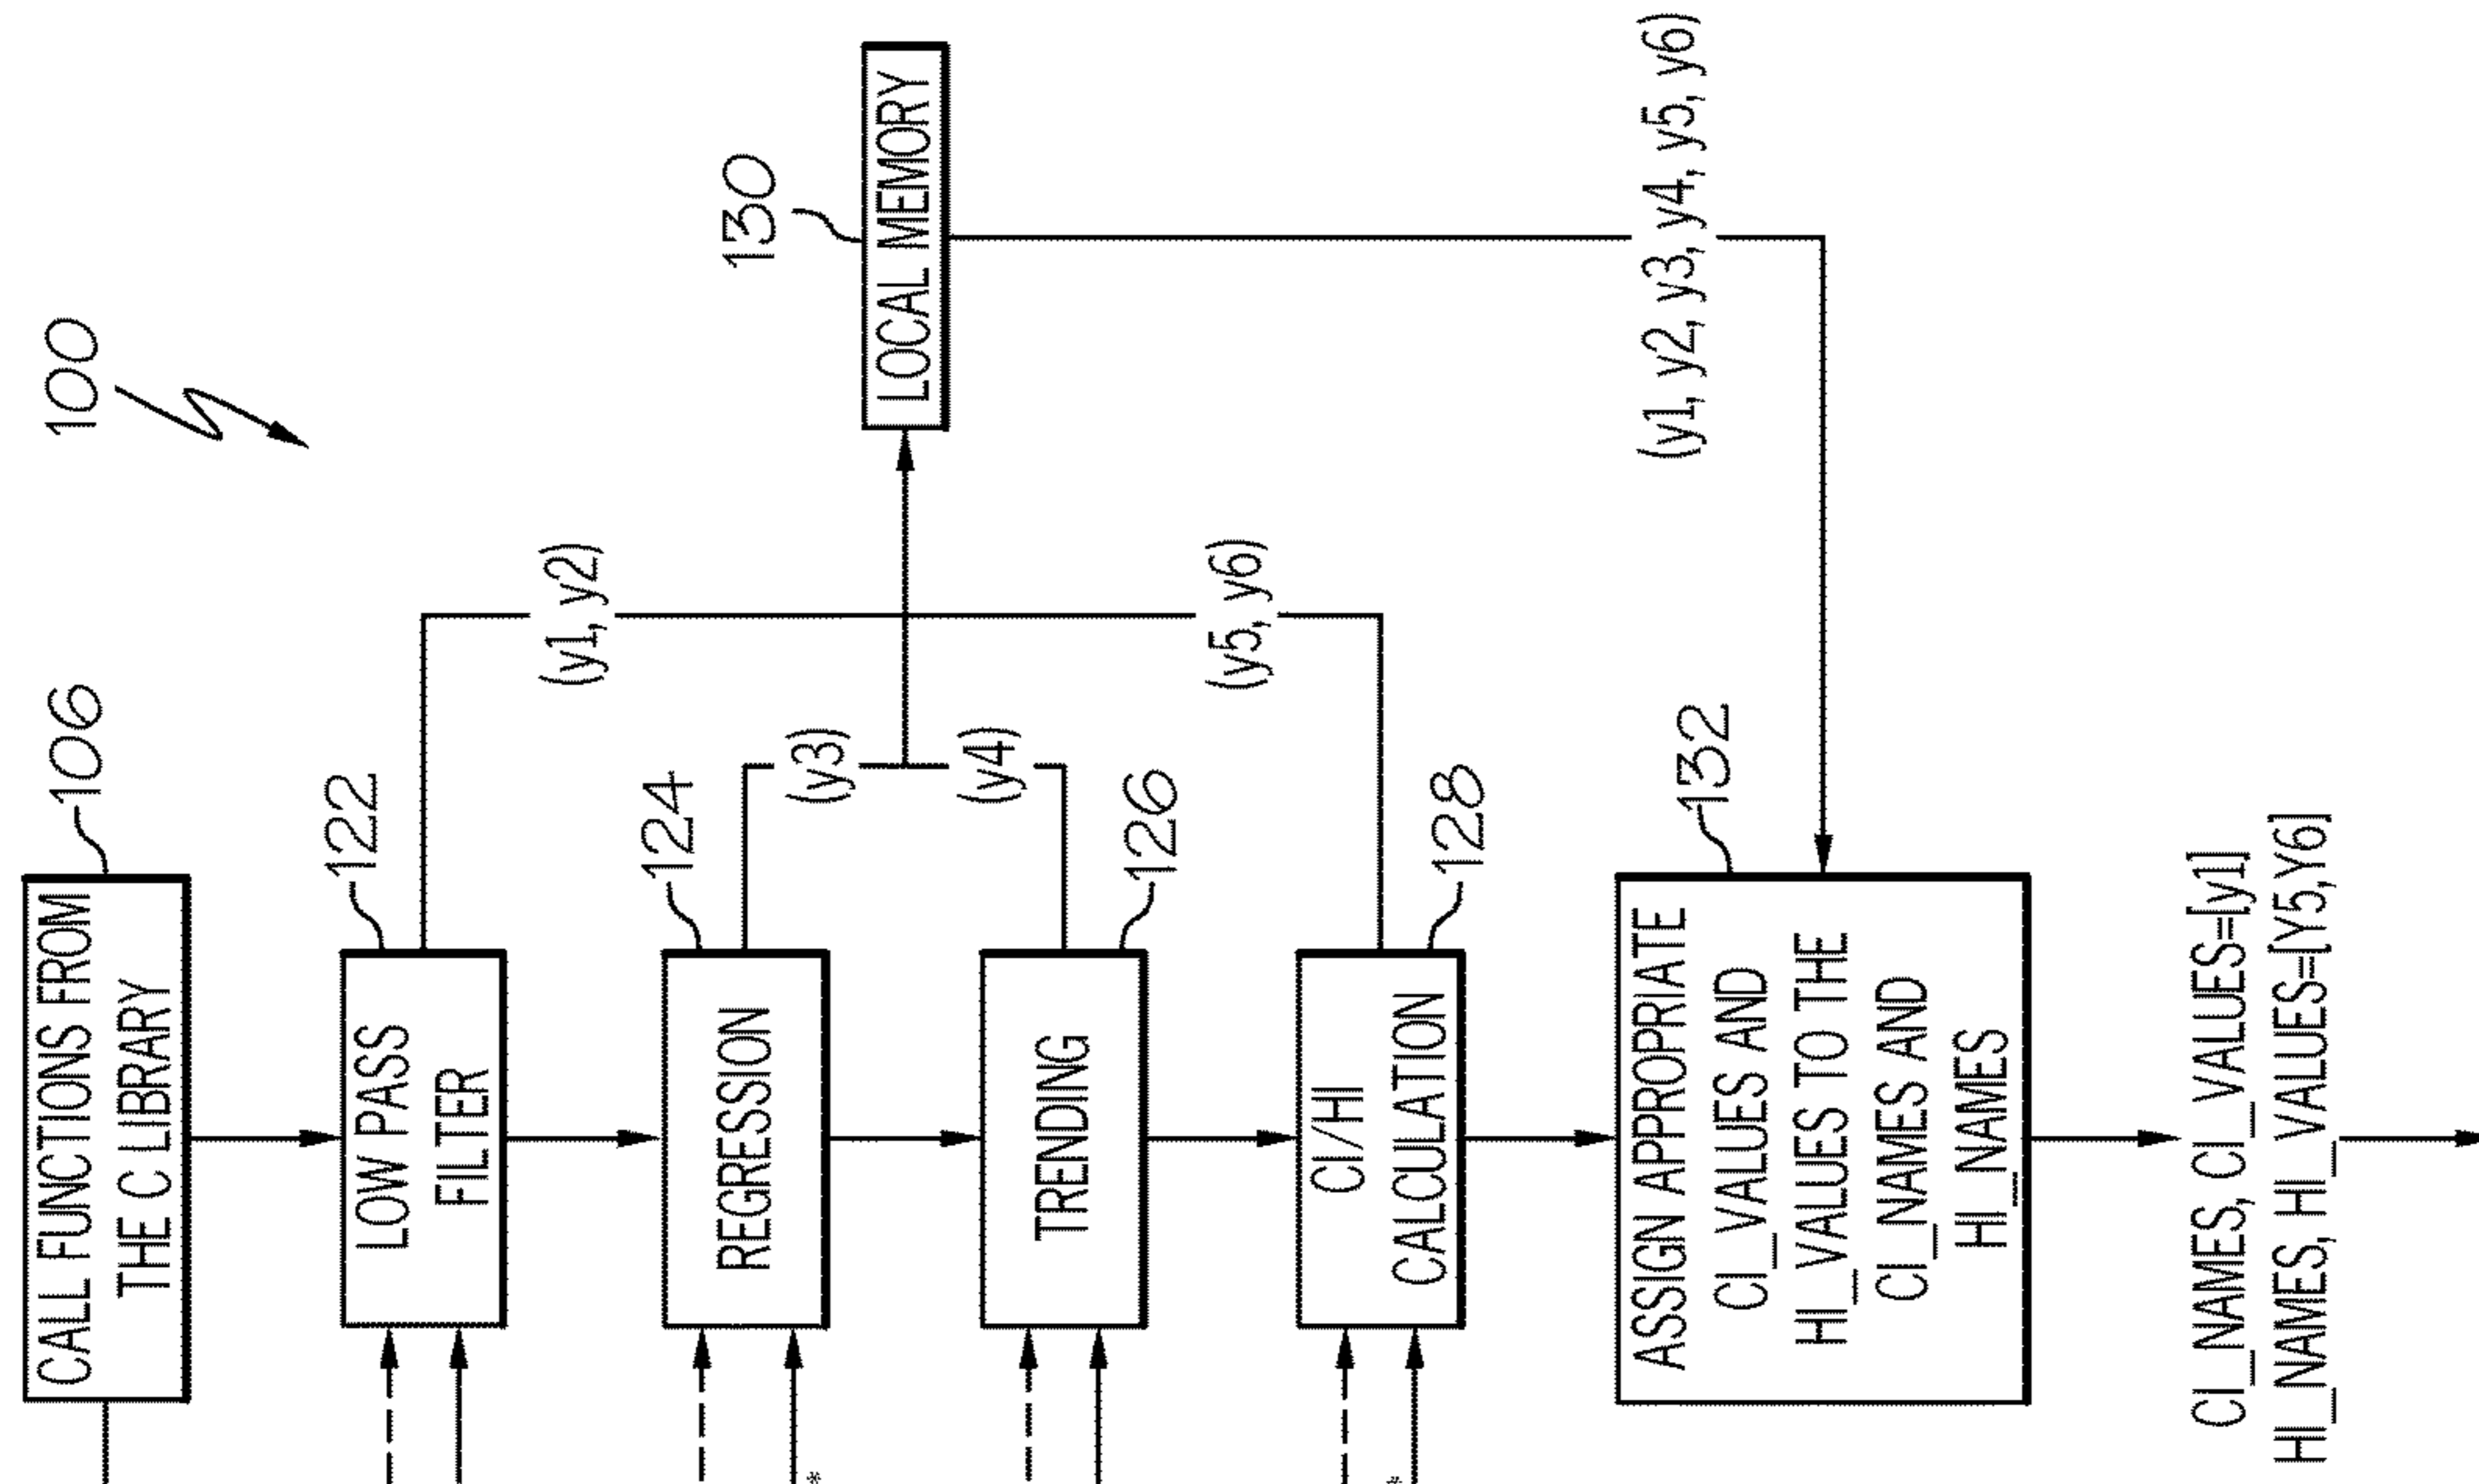 100
CALL FUNCTIONS FROM
THE C LIBRARY
106
LOW PASS
FILTER
122
(y1, y2)
REGRESSION
124
(y3)
TRENDING
126
(y4)
CI/HI
CALCULATION
128
(y5, y6)
LOCAL MEMORY
130
(y1, y2, y3, y4, y5, y6)
ASSIGN APPROPRIATE
CI_VALUES AND
HI_VALUES TO THE
CI_NAMES AND
HI_NAMES
132
CI_NAMES, CI_VALUES=[y1]
HI_NAMES, HI_VALUES=[Y5,Y6]
*
*